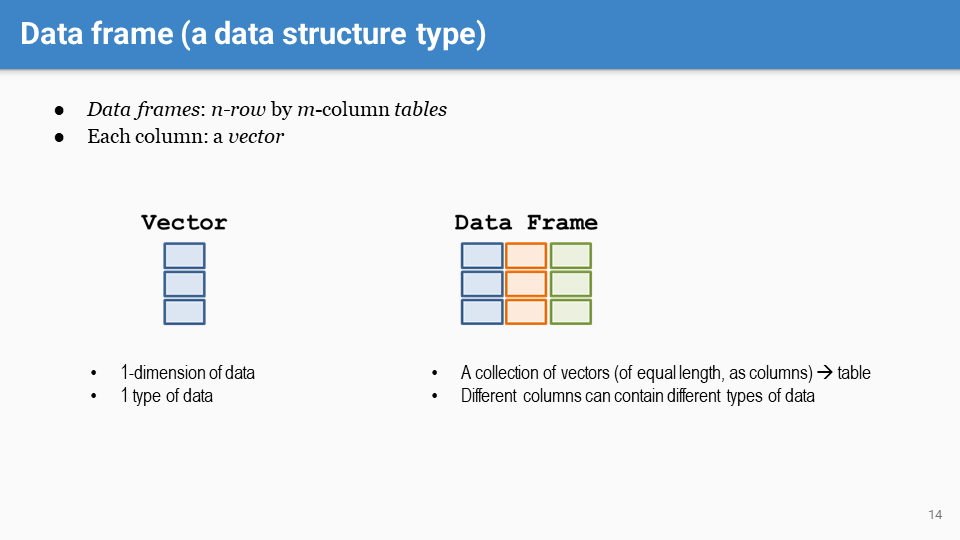 Data frame (a data structure type)
● Data frames: n-row by m-column tables
● Each column: a vector
Vector
Data Frame
• 1-dimension of data
• 1 type of data
• A collection of vectors (of equal length, as columns) → table
• Different columns can contain different types of data
14